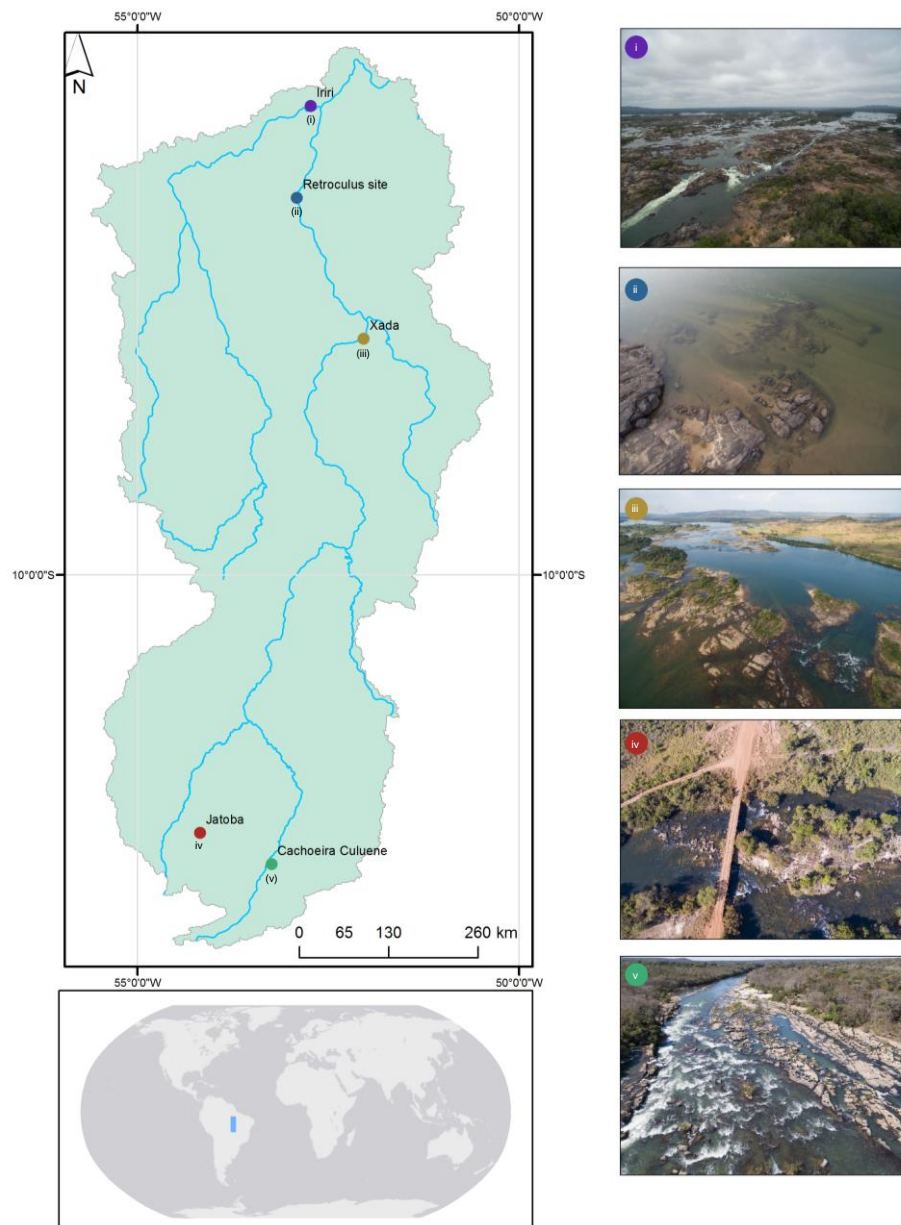 55°0'0"W 50°0'0"W
N
Iriri
(i)
Retroculus site
(ii)
Xada
(iii)
10°0'0"S 10°0'0"S
Jatoba
iv
Cachoeira Culuene
(v)
0 65 130 260 km
55°0'0"W 50°0'0"W
i
ii
iii
iv
v